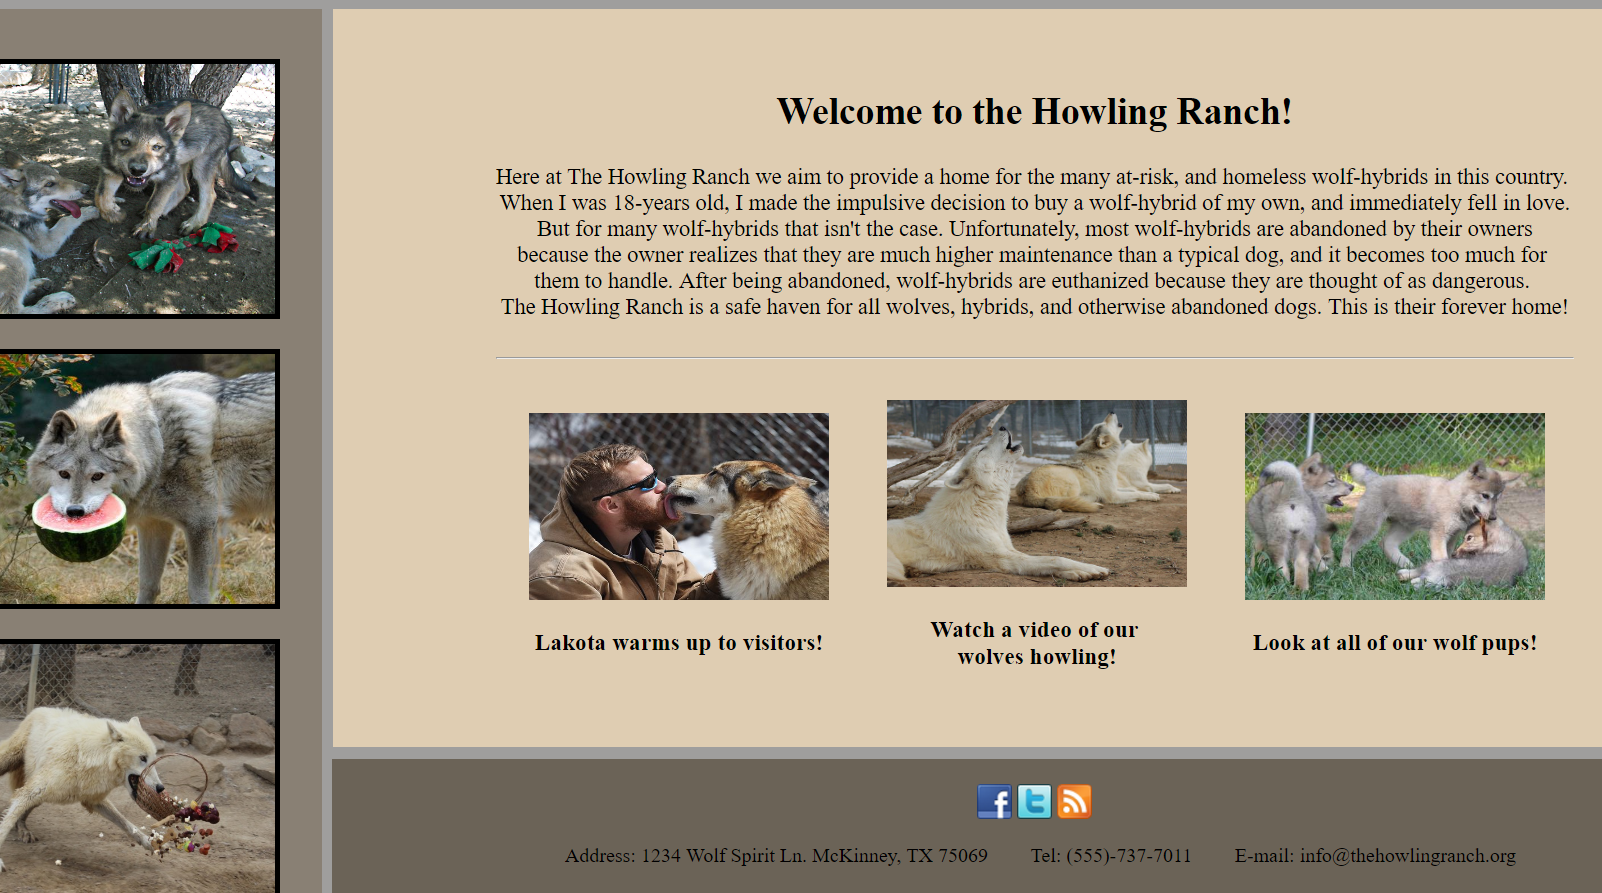 Welcome to the Howling Ranch!
Here at The Howling Ranch we aim to provide a home for the many at-risk, and homeless wolf-hybrids in this country.
When I was 18-years old, I made the impulsive decision to buy a wolf-hybrid of my own, and immediately fell in love.
But for many wolf-hybrids that isn't the case. Unfortunately, most wolf-hybrids are abandoned by their owners
because the owner realizes that they are much higher maintenance than a typical dog, and it becomes too much for
them to handle. After being abandoned, wolf-hybrids are euthanized because they are thought of as dangerous.
The Howling Ranch is a safe haven for all wolves, hybrids, and otherwise abandoned dogs. This is their forever home!
Lakota warms up to visitors!
Watch a video of our
wolves howling!
Look at all of our wolf pups!
Address: 1234 Wolf Spirit Ln. McKinney, TX 75069 Tel: (555)-737-7011 E-mail: info@thehowlingranch.org